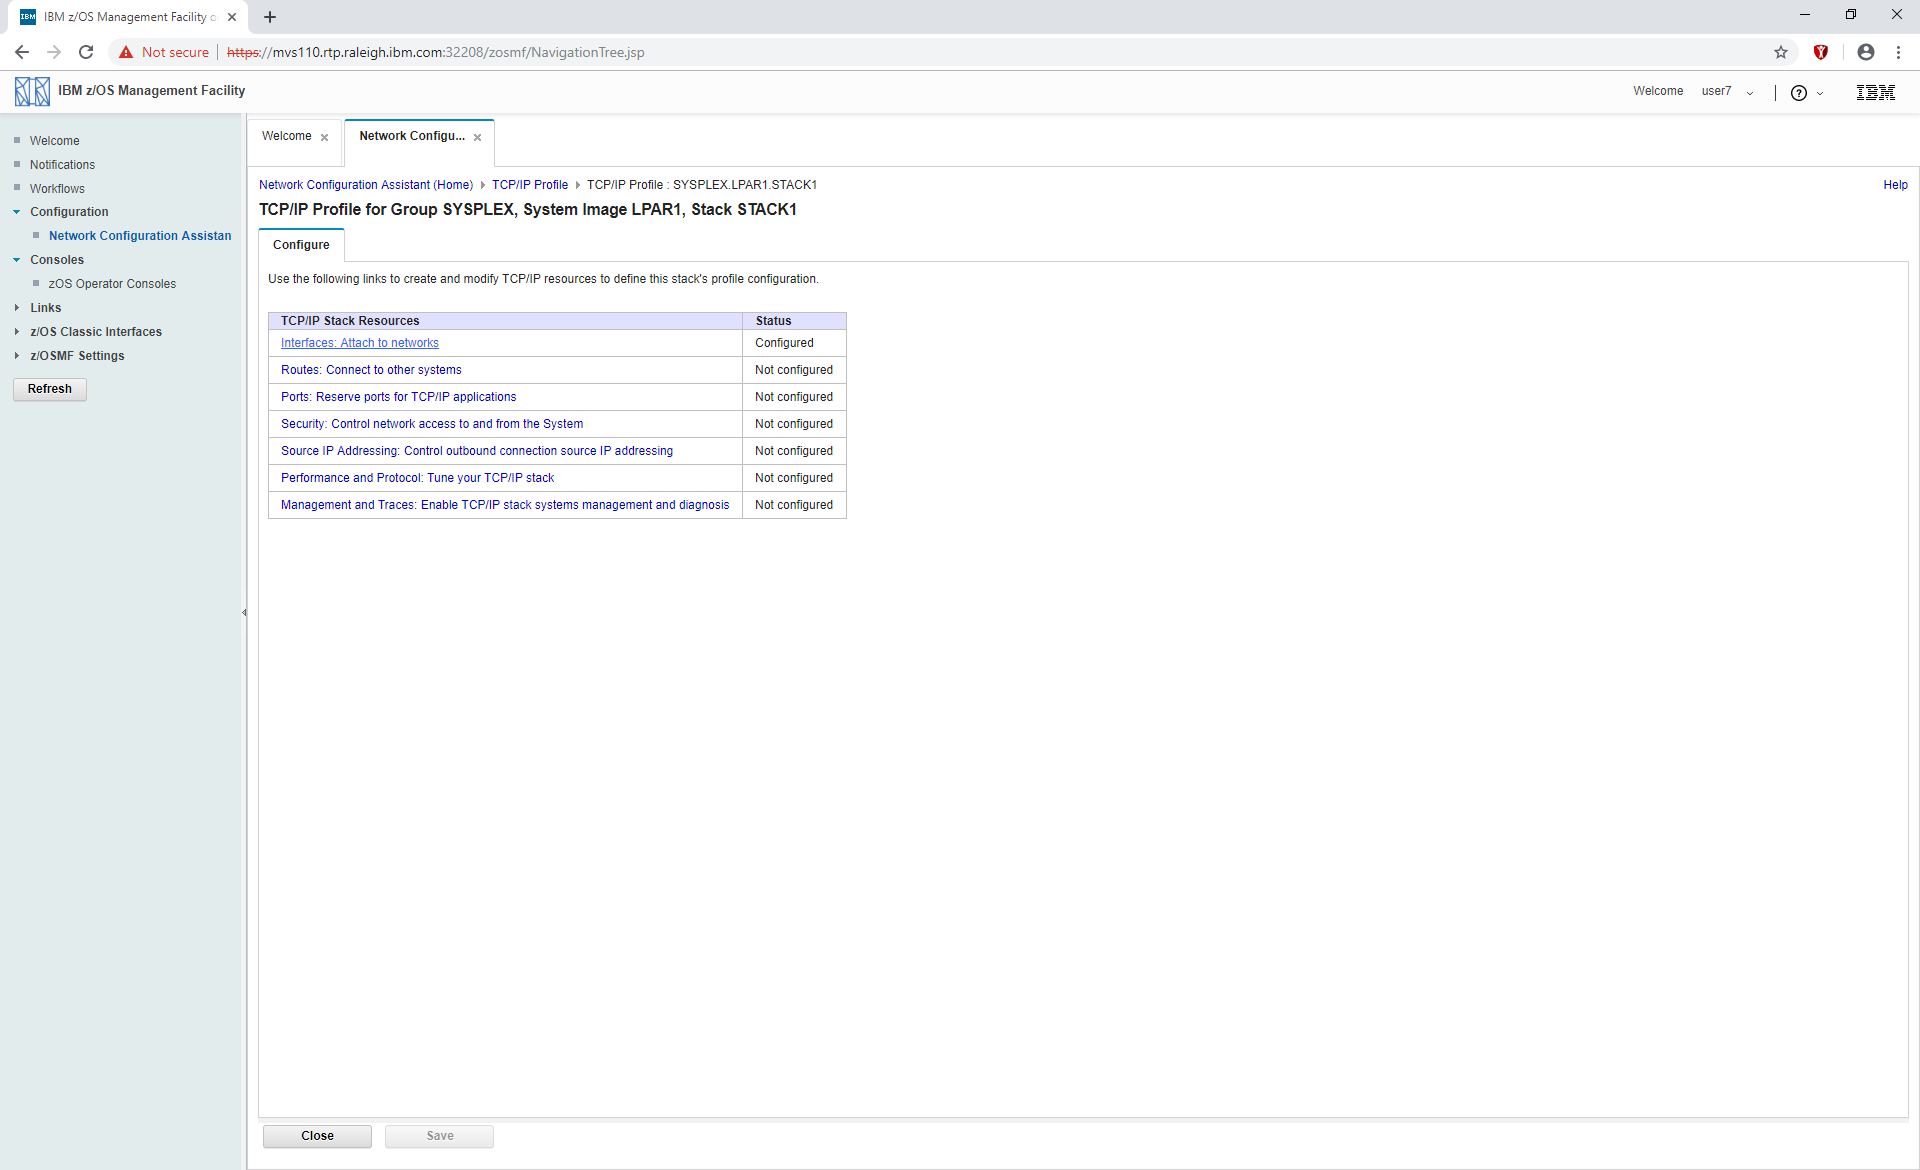 IBM z/OS Management Facility o
Not secure
https://mvs110.rtp.raleigh.ibm.com:32208/zosmf/NavigationTree.jsp
IBM z/OS Management Facility
Welcome user7
IBM
Welcome
Notifications
Workflows
Configuration
Network Configuration Assistan
Consoles
zOS Operator Consoles
Links
z/OS Classic Interfaces
z/OSMF Settings
Refresh
Welcome
Network Configu...
Network Configuration Assistant (Home) TCP/IP Profile TCP/IP Profile : SYSPLEX.LPAR1.STACK1
Help
TCP/IP Profile for Group SYSPLEX, System Image LPAR1, Stack STACK1
Configure
Use the following links to create and modify TCP/IP resources to define this stack's profile configuration.
TCP/IP Stack Resources Status
Interfaces: Attach to networks Configured
Routes: Connect to other systems Not configured
Ports: Reserve ports for TCP/IP applications Not configured
Security: Control network access to and from the System Not configured
Source IP Addressing: Control outbound connection source IP addressing Not configured
Performance and Protocol: Tune your TCP/IP stack Not configured
Management and Traces: Enable TCP/IP stack systems management and diagnosis Not configured
Close Save